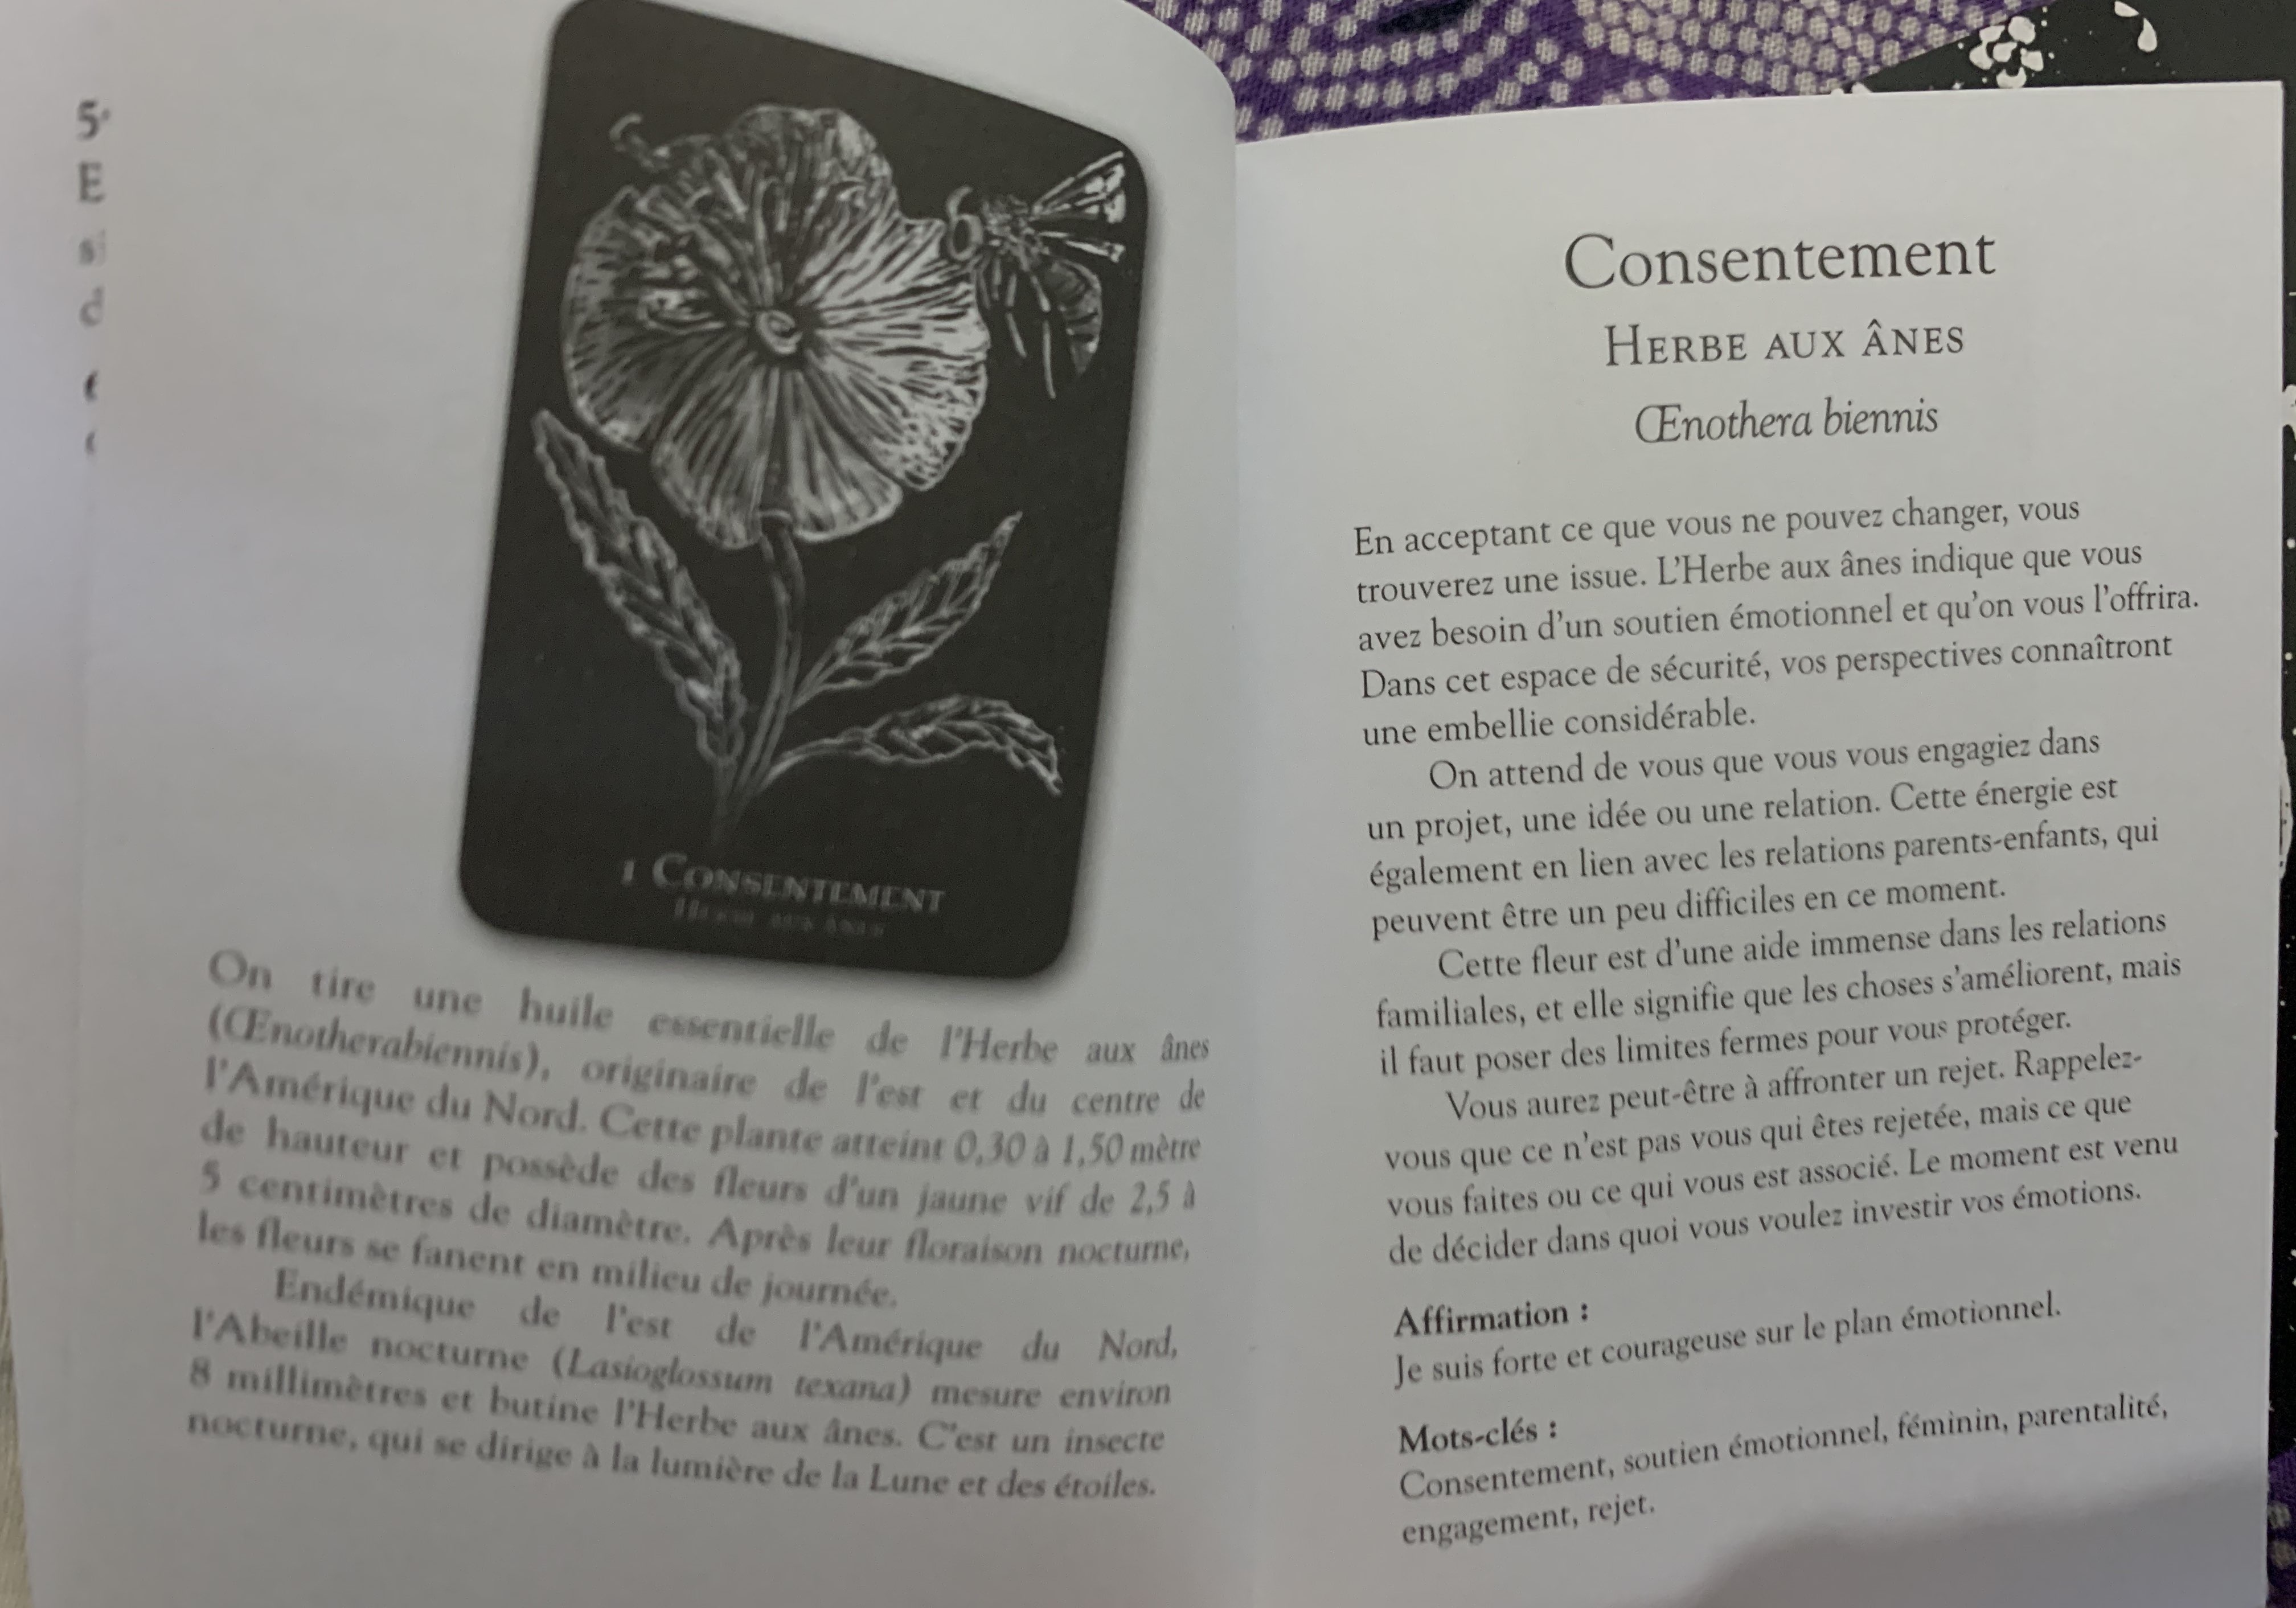 1 CONSENTEMENT
HERBE AUX ÂNES
On tire une huile essentielle de l'Herbe aux ânes
(Œnotherabiennis), originaire de l'est et du centre de
l'Amérique du Nord. Cette plante atteint 0,30 à 1,50 mètre
de hauteur et possède des fleurs d'un jaune vif de 2,5 à
5 centimètres de diamètre. Après leur floraison nocturne,
les fleurs se fanent en milieu de journée.
Endémique de l'est de l'Amérique du Nord,
l'Abeille nocturne (Lasioglossum texana) mesure environ
8 millimètres et butine l'Herbe aux ânes. C'est un insecte
nocturne, qui se dirige à la lumière de la Lune et des étoiles.
Consentement
HERBE AUX ÂNES
Œnothera biennis
En acceptant ce que vous ne pouvez changer, vous
trouverez une issue. L'Herbe aux ânes indique que vous
avez besoin d'un soutien émotionnel et qu'on vous l'offrira.
Dans cet espace de sécurité, vos perspectives connaîtront
une embellie considérable.
On attend de vous que vous vous engagiez dans
un projet, une idée ou une relation. Cette énergie est
également en lien avec les relations parents-enfants, qui
peuvent être un peu difficiles en ce moment.
Cette fleur est d'une aide immense dans les relations
familiales, et elle signifie que les choses s'améliorent, mais
il faut poser des limites fermes pour vous protéger.
Vous aurez peut-être à affronter un rejet. Rappelez-
vous que ce n'est pas vous qui êtes rejetée, mais ce que
vous faites ou ce qui vous est associé. Le moment est venu
de décider dans quoi vous voulez investir vos émotions.
Affirmation :
Je suis forte et courageuse sur le plan émotionnel.
Mots-clés :
Consentement, soutien émotionnel, féminin, parentalité,
engagement, rejet.